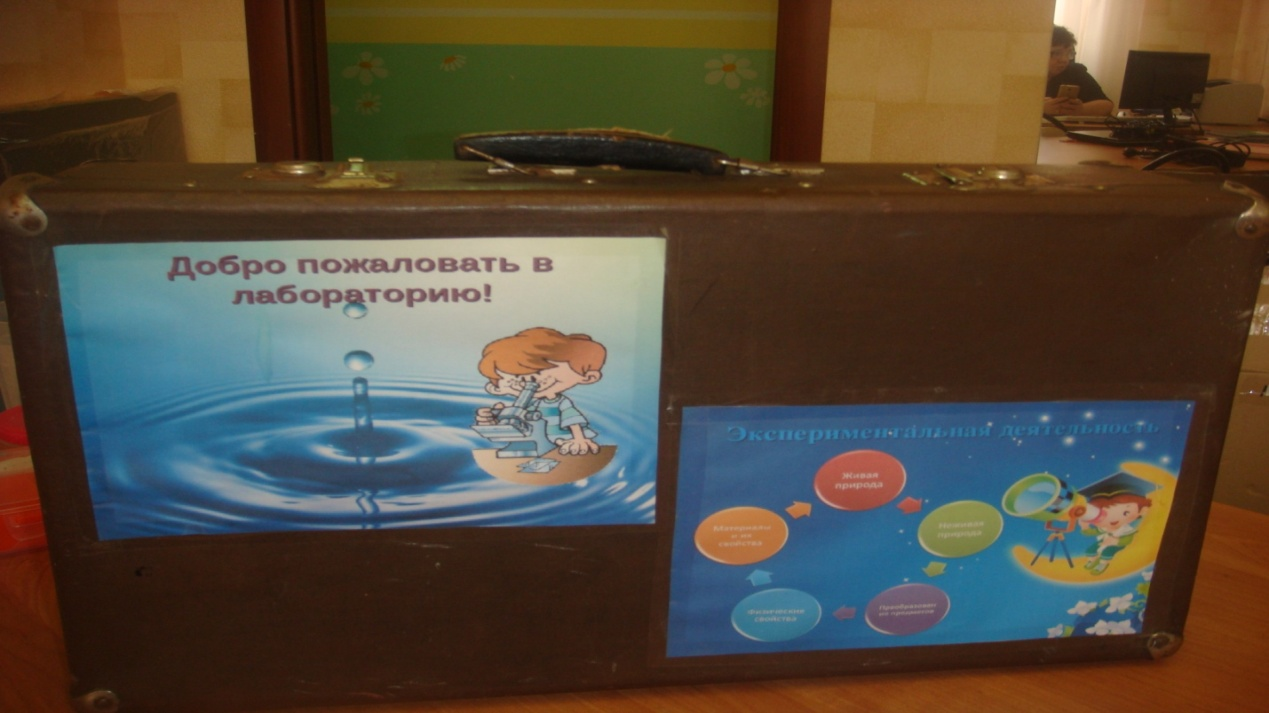 Добро пожаловать в
лабораторию!
Экспериментальная деятельность
Живая
природа
Неживая
природа
Материалы
и их
свойства
Физические
свойства